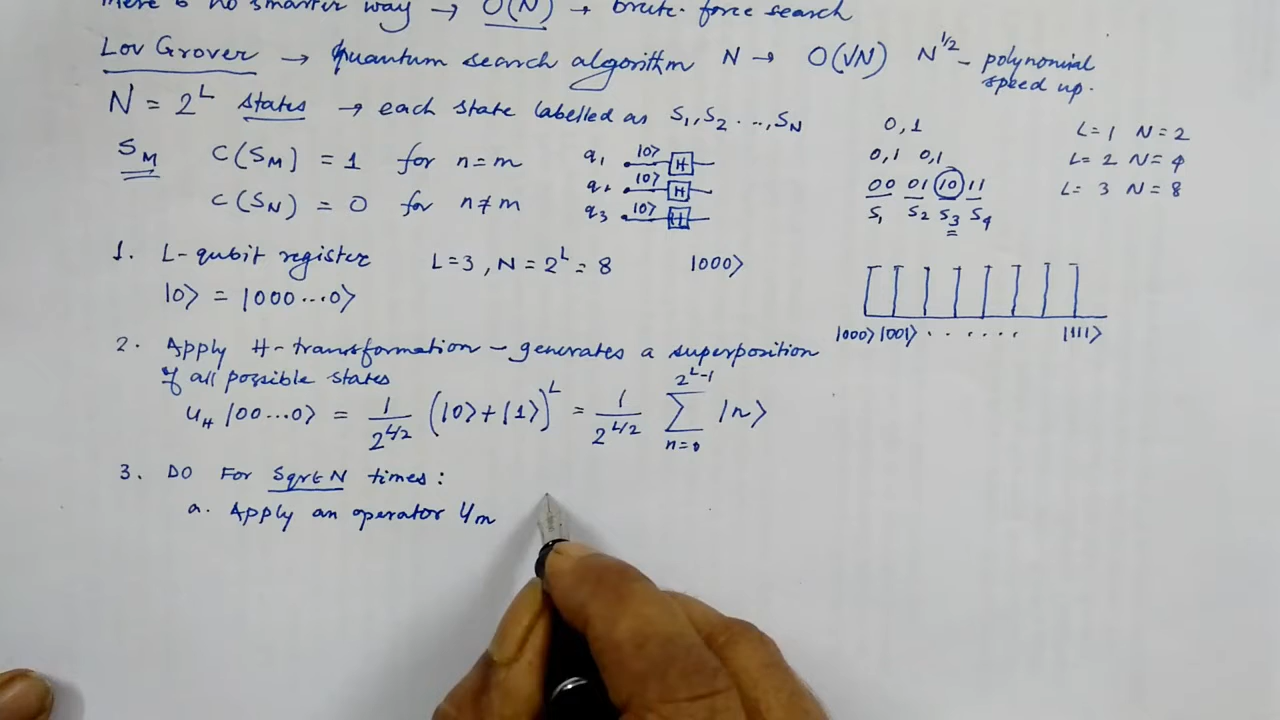 There is no smarter way → O(N) → brute-force search
Lov Grover → Quantum search algorithm N → O(√N) N^1/2 - polynomial speed up.
N = 2^L states → each state labelled as S1, S2 ..., SN
0, 1
L=1 N=2
SM C(SM) = 1 for n=m
q1 |0> H
0,1 0,1
L=2 N=4
q2 |0> H
00 01 10 11
L=3 N=8
C(SN) = 0 for n≠m
q3 |0> H
S1 S2 S3 S4
1. L-qubit register L=3, N=2^L=8 |000>
|0> = |000...0>
|000> |001> . . . . . . |111>
2. Apply H-transformation - generates a superposition
of all possible states
U_H |00...0> = 1/2^L/2 (|0>+|1>)^L = 1/2^L/2 ∑_{n=0}^{2^L-1} |n>
3. DO For Sqrt N times:
a. Apply an operator Um